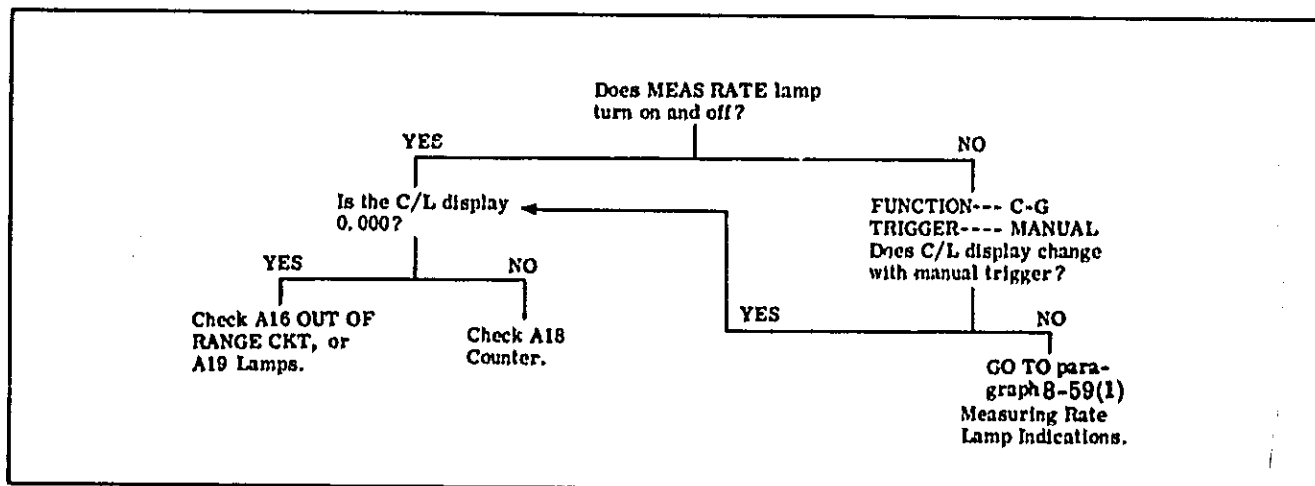 Does MEAS RATE lamp
turn on and off?
YES
NO
Is the C/L display
0.000?
FUNCTION--- C-G
TRIGGER---- MANUAL
Does C/L display change
with manual trigger?
YES
NO
YES
NO
Check A16 OUT OF
RANGE CKT, or
A19 Lamps.
Check A18
Counter.
GO TO para-
graph 8-59(1)
Measuring Rate
Lamp Indications.